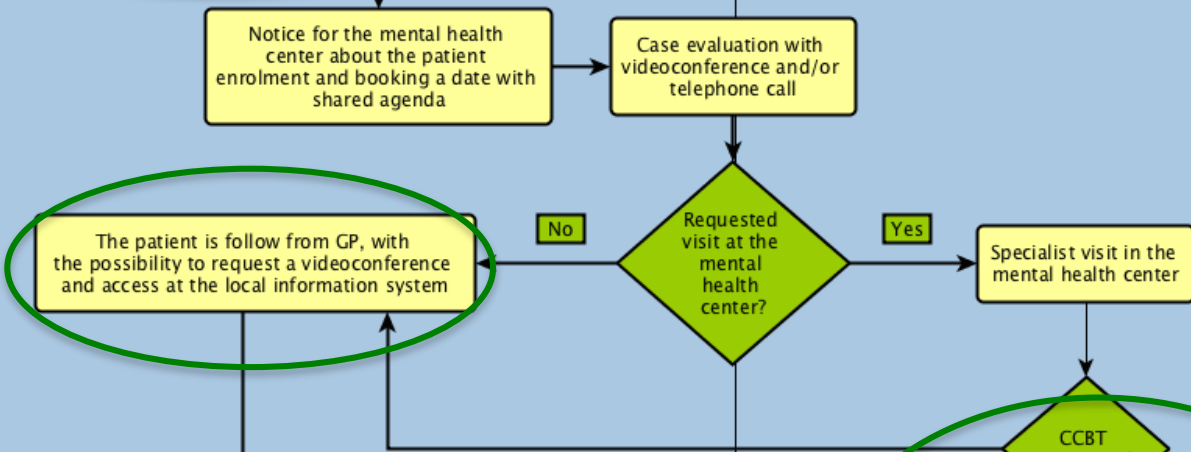 Notice for the mental health
center about the patient
enrolment and booking a date with
shared agenda
Case evaluation with
videoconference and/or
telephone call
The patient is follow from GP, with
the possibility to request a videoconference
and access at the local information system
No
Requested
visit at the
mental
health
center?
Yes
Specialist visit in the
mental health center
CCBT